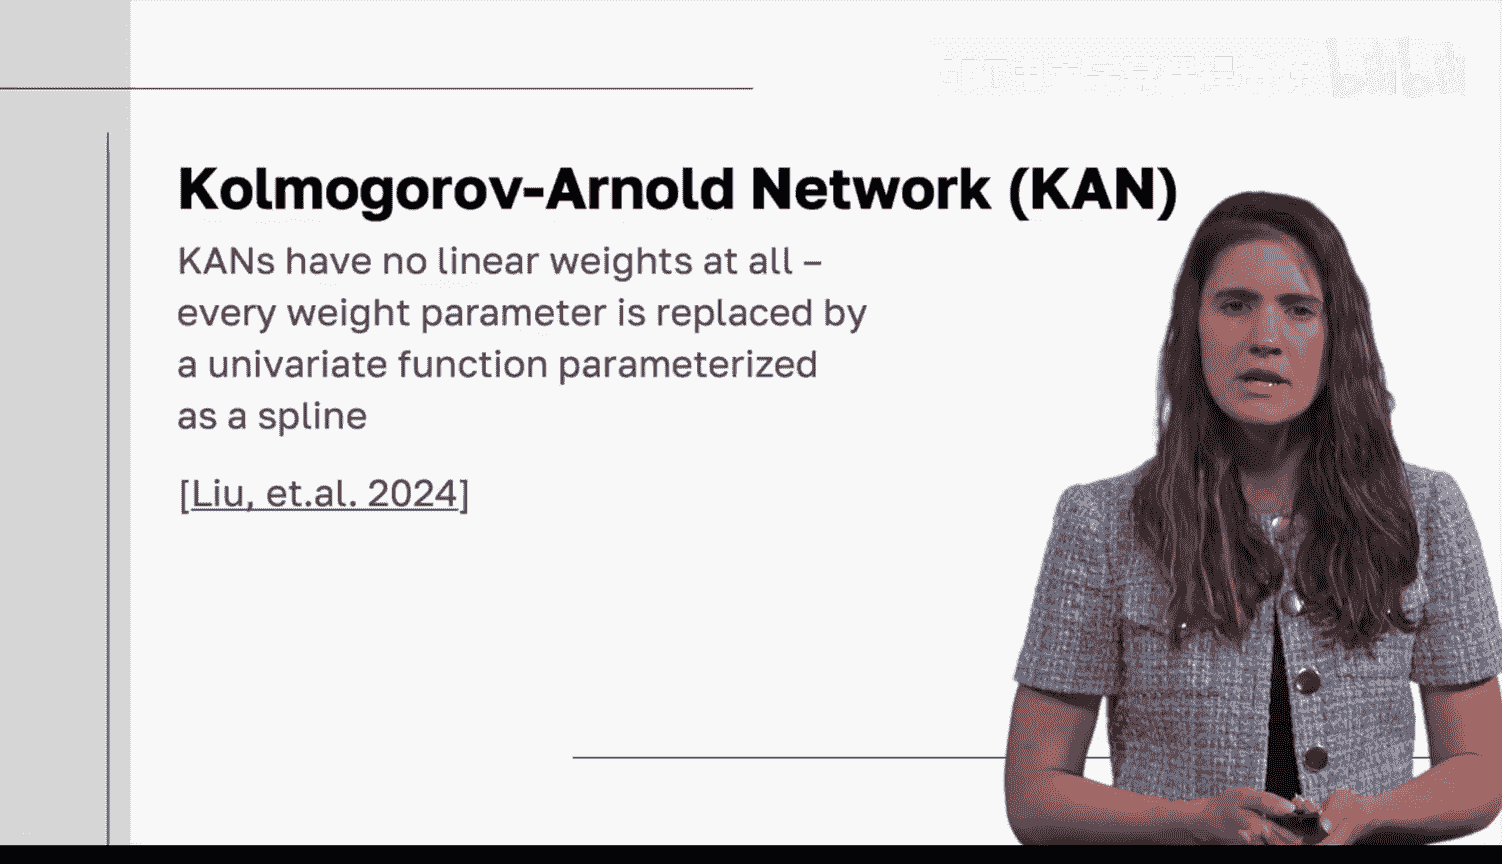 Kolmogorov-Arnold Network (KAN)
KANs have no linear weights at all –
every weight parameter is replaced by
a univariate function parameterized
as a spline
[Liu, et.al. 2024]